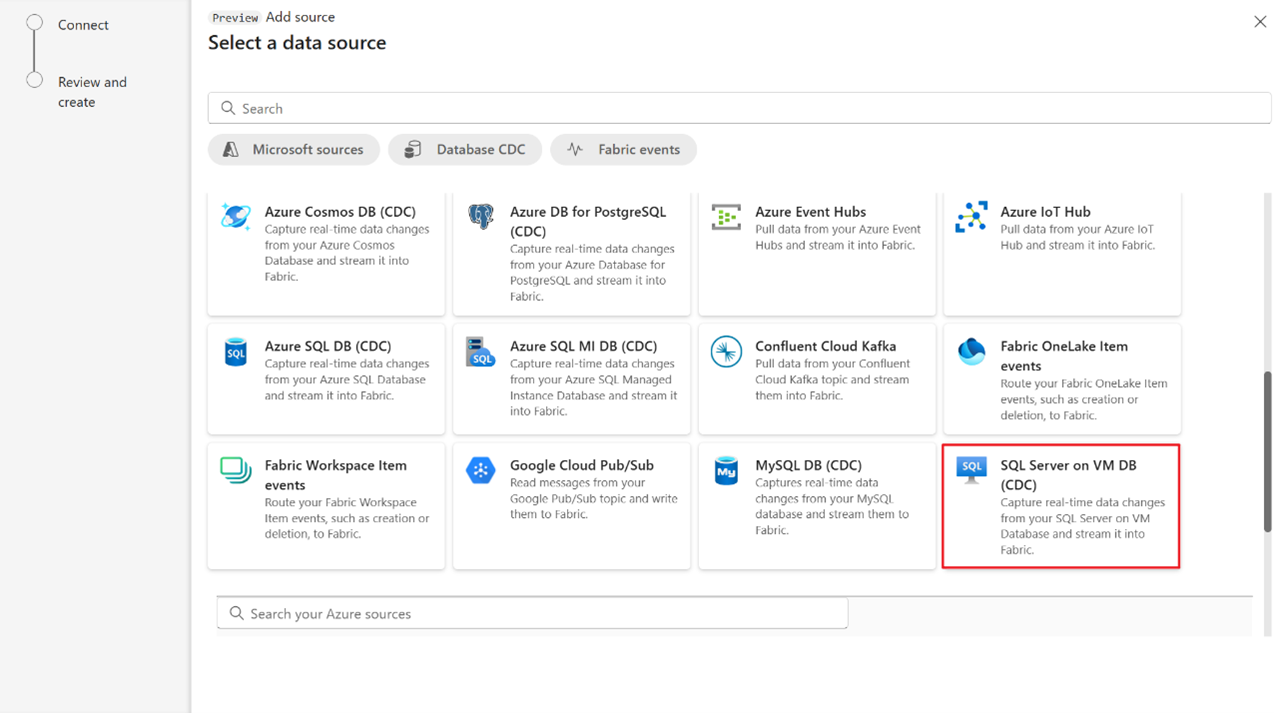 Connect
Review and
create
Preview Add source
Select a data source
Search
Microsoft sources
Database CDC
Fabric events
Azure Cosmos DB (CDC)
Capture real-time data changes
from your Azure Cosmos
Database and stream it into
Fabric.
Azure DB for PostgreSQL
(CDC)
Capture real-time data changes
from your Azure Database for
PostgreSQL and stream it into
Fabric.
Azure Event Hubs
Pull data from your Azure Event
Hubs and stream it into Fabric.
Azure IoT Hub
Pull data from your Azure IoT
Hub and stream it into Fabric.
SQL
Azure SQL DB (CDC)
Capture real-time data changes
from your Azure SQL Database
and stream it into Fabric.
SQL
Azure SQL MI DB (CDC)
Capture real-time data changes
from your Azure SQL Managed
Instance Database and stream it
into Fabric.
Confluent Cloud Kafka
Pull data from your Confluent
Cloud Kafka topic and stream
them into Fabric.
Fabric OneLake Item
events
Route your Fabric OneLake Item
events, such as creation or
deletion, to Fabric.
Fabric Workspace Item
events
Route your Fabric Workspace
Item events, such as creation or
deletion, to Fabric.
Google Cloud Pub/Sub
Read messages from your
Google Pub/Sub topic and write
them to Fabric.
My
MySQL DB (CDC)
Captures real-time data
changes from your MySQL
database and stream them to
Fabric.
SQL
SQL Server on VM DB
(CDC)
Capture real-time data changes
from your SQL Server on VM
Database and stream it into
Fabric.
Search your Azure sources